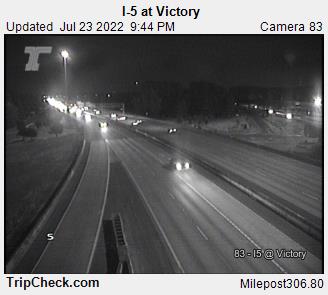 I-5 at Victory
Updated Jul 23 2022 9:44 PM Camera 83
T
S
83 - I5 @ Victory
TripCheck.com Milepost306.80